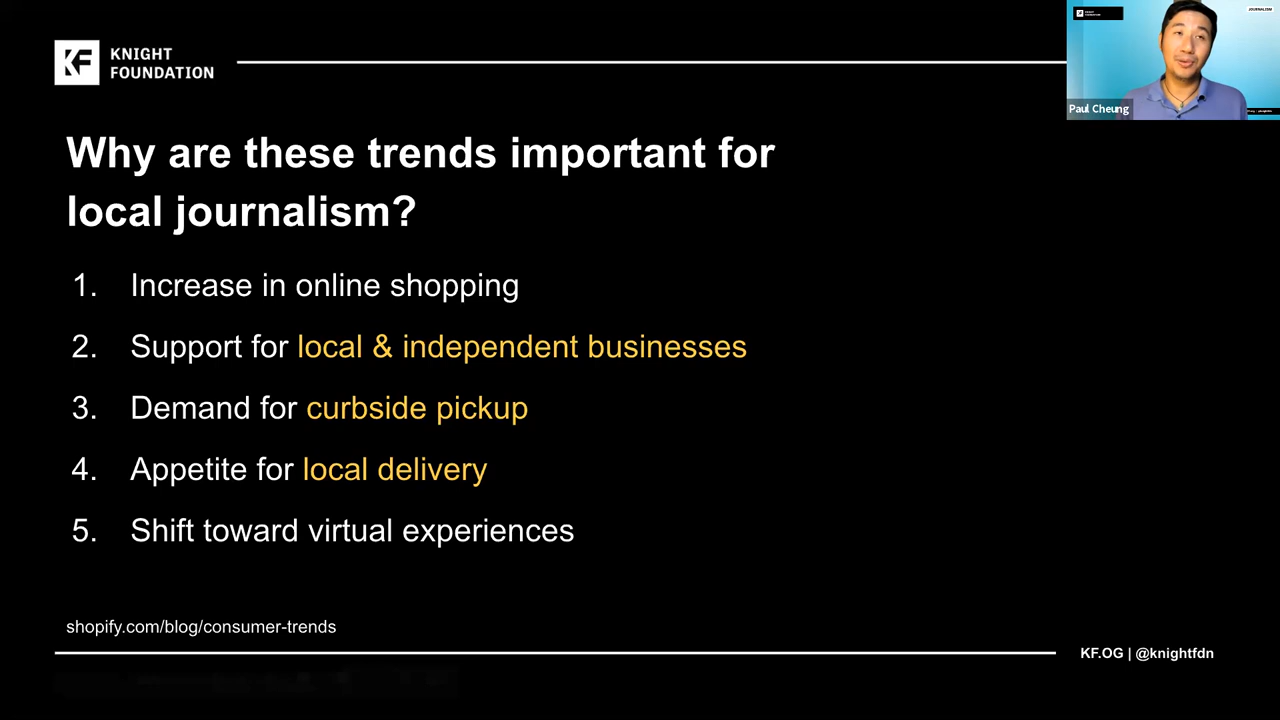 KNIGHT
FOUNDATION
JOURNALISM
Paul Cheung
Why are these trends important for
local journalism?
1. Increase in online shopping
2. Support for local & independent businesses
3. Demand for curbside pickup
4. Appetite for local delivery
5. Shift toward virtual experiences
shopify.com/blog/consumer-trends
KF.OG | @knightfdn